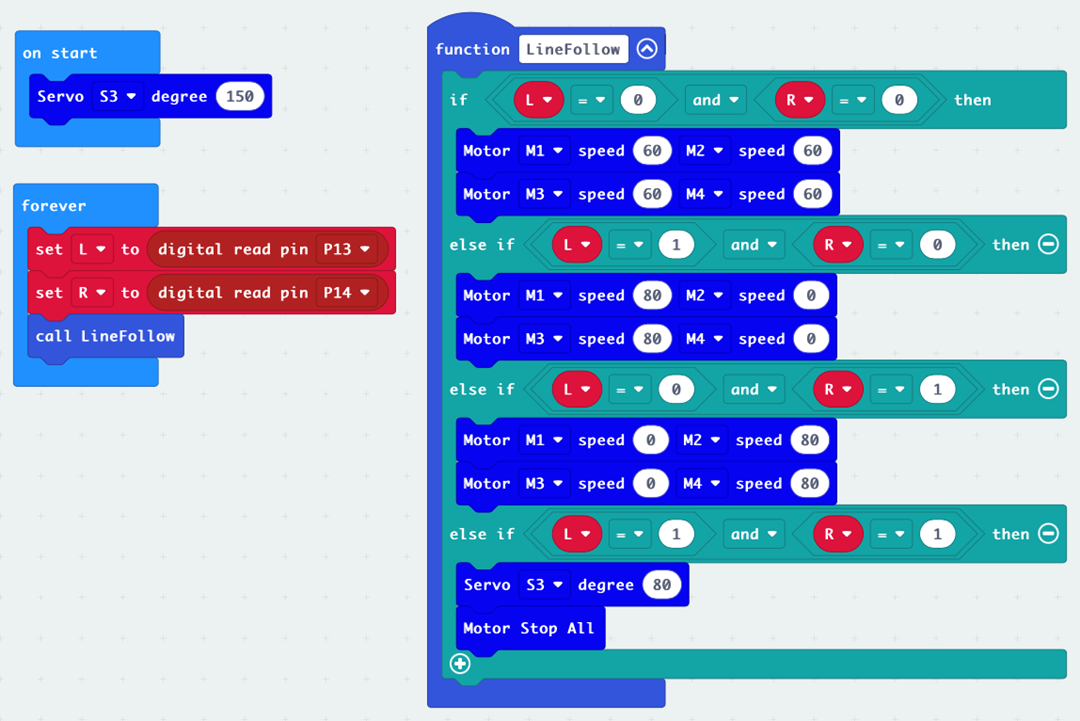 on start
Servo S3 degree 150
forever
set L to digital read pin P13
set R to digital read pin P14
call LineFollow
function LineFollow
if L = 0 and R = 0 then
Motor M1 speed 60 M2 speed 60
Motor M3 speed 60 M4 speed 60
else if L = 1 and R = 0 then
Motor M1 speed 80 M2 speed 0
Motor M3 speed 80 M4 speed 0
else if L = 0 and R = 1 then
Motor M1 speed 0 M2 speed 80
Motor M3 speed 0 M4 speed 80
else if L = 1 and R = 1 then
Servo S3 degree 80
Motor Stop All